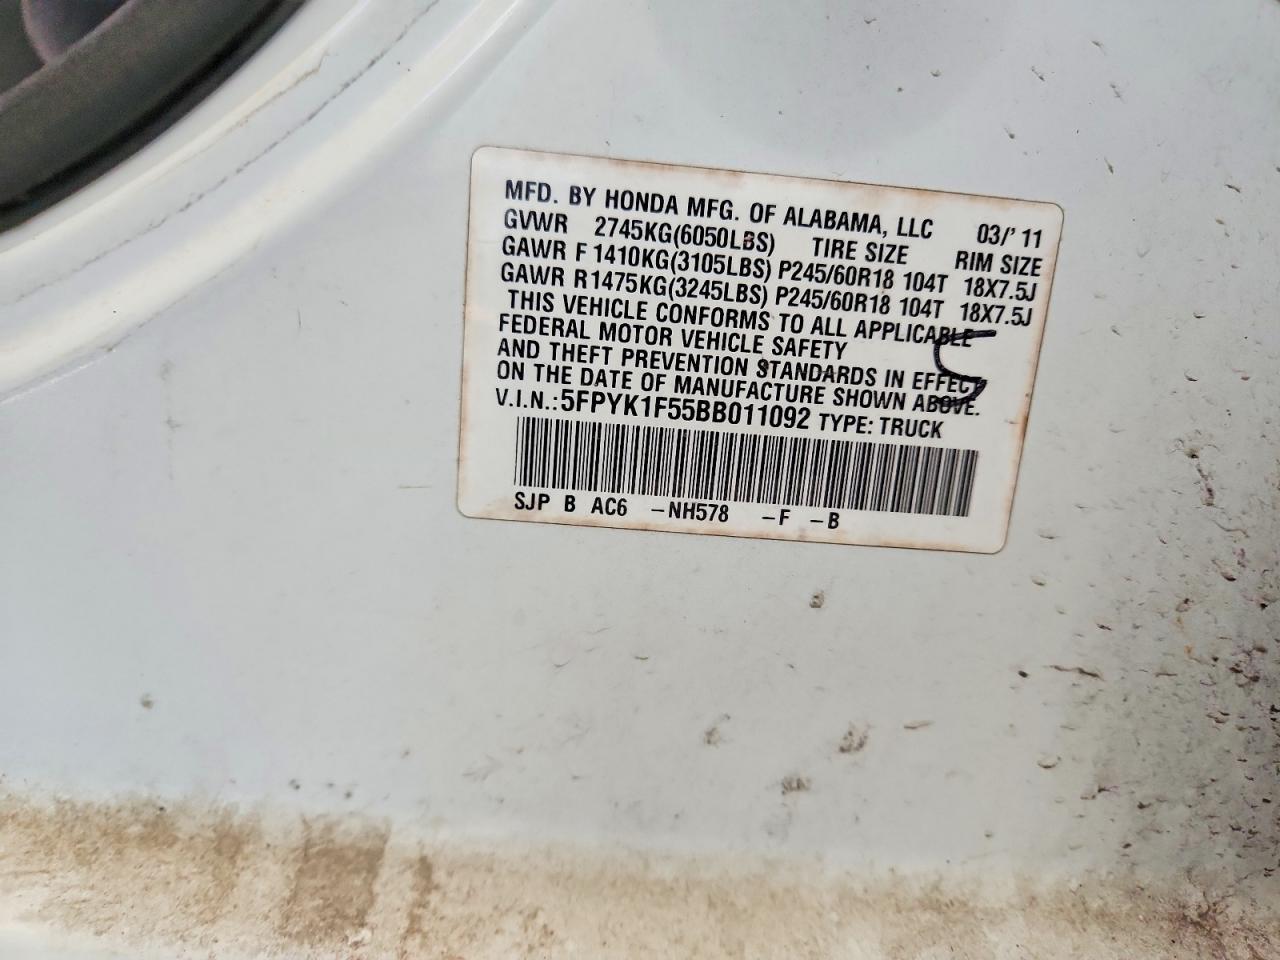 MFD. BY HONDA MFG. OF ALABAMA, LLC 03/' 11
GVWR 2745KG(6050LBS) TIRE SIZE RIM SIZE
GAWR F 1410KG(3105LBS) P245/60R18 104T 18X7.5J
GAWR R 1475KG(3245LBS) P245/60R18 104T 18X7.5J
THIS VEHICLE CONFORMS TO ALL APPLICABLE
FEDERAL MOTOR VEHICLE SAFETY
AND THEFT PREVENTION STANDARDS IN EFFECT
ON THE DATE OF MANUFACTURE SHOWN ABOVE.
V.I.N.: 5FPYK1F55BB011092 TYPE: TRUCK
SJP B AC6 -NH578 -F -B
5